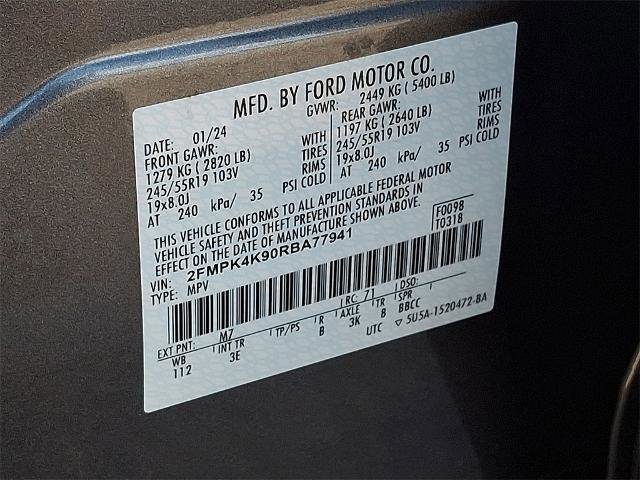 MFD. BY FORD MOTOR CO.
DATE: 01/24 GVWR: 2449 KG (5400 LB)
FRONT GAWR: WITH REAR GAWR: WITH
1279 KG (2820 LB) TIRES 1197 KG (2640 LB) TIRES
245/55R19 103V RIMS 245/55R19 103V RIMS
19x8.0J 19x8.0J
AT 240 kPa/ 35 PSI COLD AT 240 kPa/ 35 PSI COLD
THIS VEHICLE CONFORMS TO ALL APPLICABLE FEDERAL MOTOR
VEHICLE SAFETY AND THEFT PREVENTION STANDARDS IN
EFFECT ON THE DATE OF MANUFACTURE SHOWN ABOVE.
F0098
T0318
VIN: 2FMPK4K90RBA77941
TYPE: MPV
EXT PNT: M7 RC: 71 DSO:
WB INT TR TP/PS R AXLE TR SPR
112 3E B 3K B BBCC
UTC ▽ 5U5A-1520472-BA